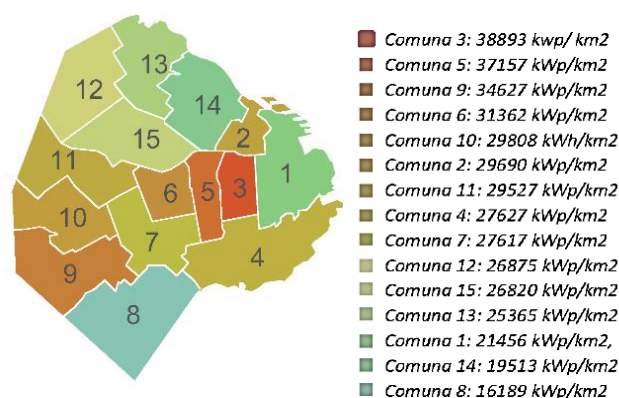 13
12
14
15
2
11
1
6
5
3
10
7
4
9
8
Comuna 3: 38893 kwp/ km2
Comuna 5: 37157 kWp/km2
Comuna 9: 34627 kWp/km2
Comuna 6: 31362 kWp/km2
Comuna 10: 29808 kWh/km2
Comuna 2: 29690 kWp/km2
Comuna 11: 29527 kWp/km2
Comuna 4: 27627 kWp/km2
Comuna 7: 27617 kWp/km2
Comuna 12: 26875 kWp/km2
Comuna 15: 26820 kWp/km2
Comuna 13: 25365 kWp/km2
Comuna 1: 21456 kWp/km2,
Comuna 14: 19513 kWp/km2
Comuna 8: 16189 kWp/km2